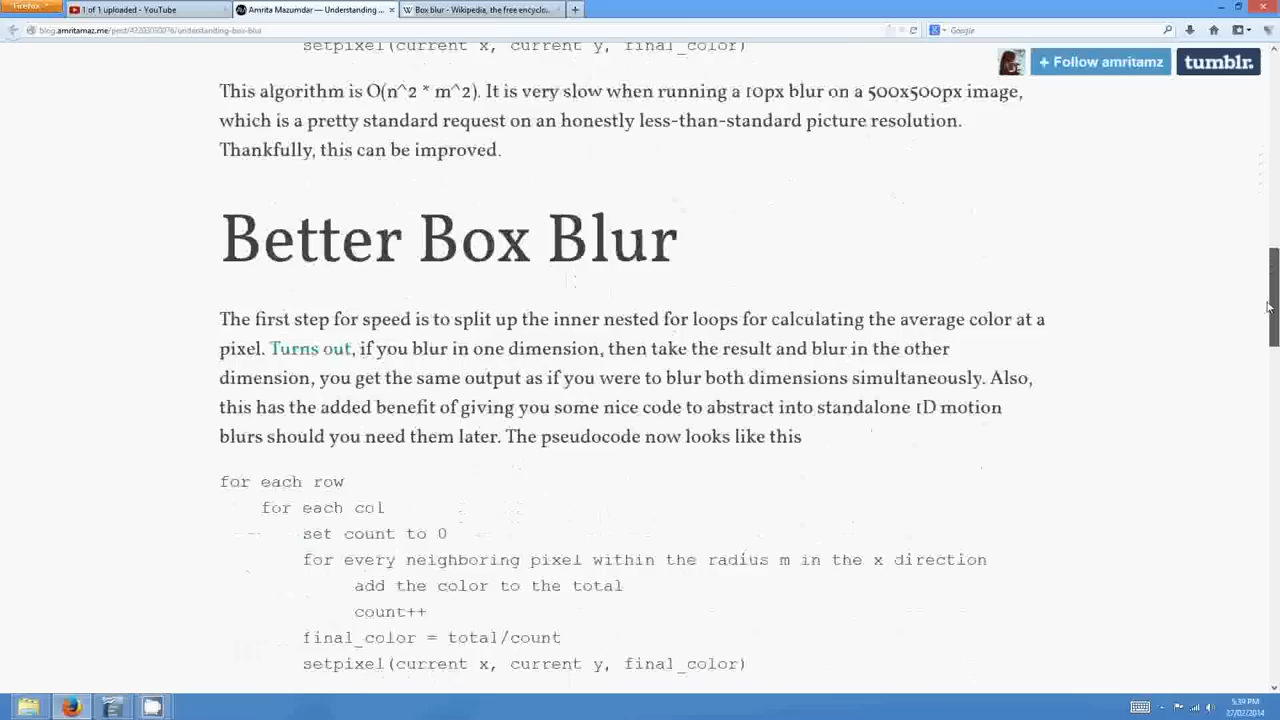 Firefox
1 of 1 uploaded - YouTube
Amrita Mazumdar — Understanding ...
Box blur - Wikipedia, the free encyclo...
blog.amritamaz.me/post/42203030076/understanding-box-blur
Google
setpixel(current x, current y, final_color)
+ Follow amritamz
tumblr.
This algorithm is O(n^2 * m^2). It is very slow when running a 10px blur on a 500x500px image,
which is a pretty standard request on an honestly less-than-standard picture resolution.
Thankfully, this can be improved.
Better Box Blur
The first step for speed is to split up the inner nested for loops for calculating the average color at a
pixel. Turns out, if you blur in one dimension, then take the result and blur in the other
dimension, you get the same output as if you were to blur both dimensions simultaneously. Also,
this has the added benefit of giving you some nice code to abstract into standalone 1D motion
blurs should you need them later. The pseudocode now looks like this
for each row
for each col
set count to 0
for every neighboring pixel within the radius m in the x direction
add the color to the total
count++
final_color = total/count
setpixel(current x, current y, final_color)
5:39 PM
27/02/2014